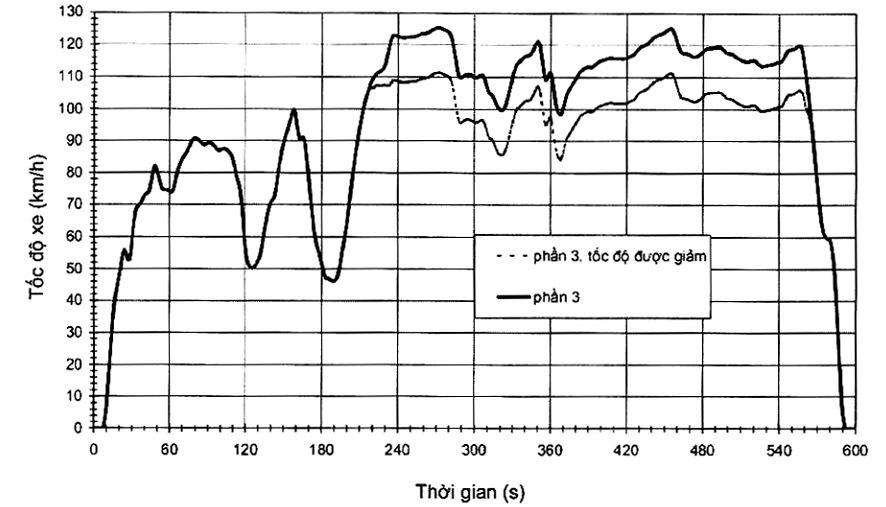 130
120
110
100
90
80
70
60
50
40
30
20
10
0
Tốc độ xe (km/h)
phần 3. tốc độ được giảm
phần 3
0 60 120 180 240 300 360 420 480 540 600
Thời gian (s)